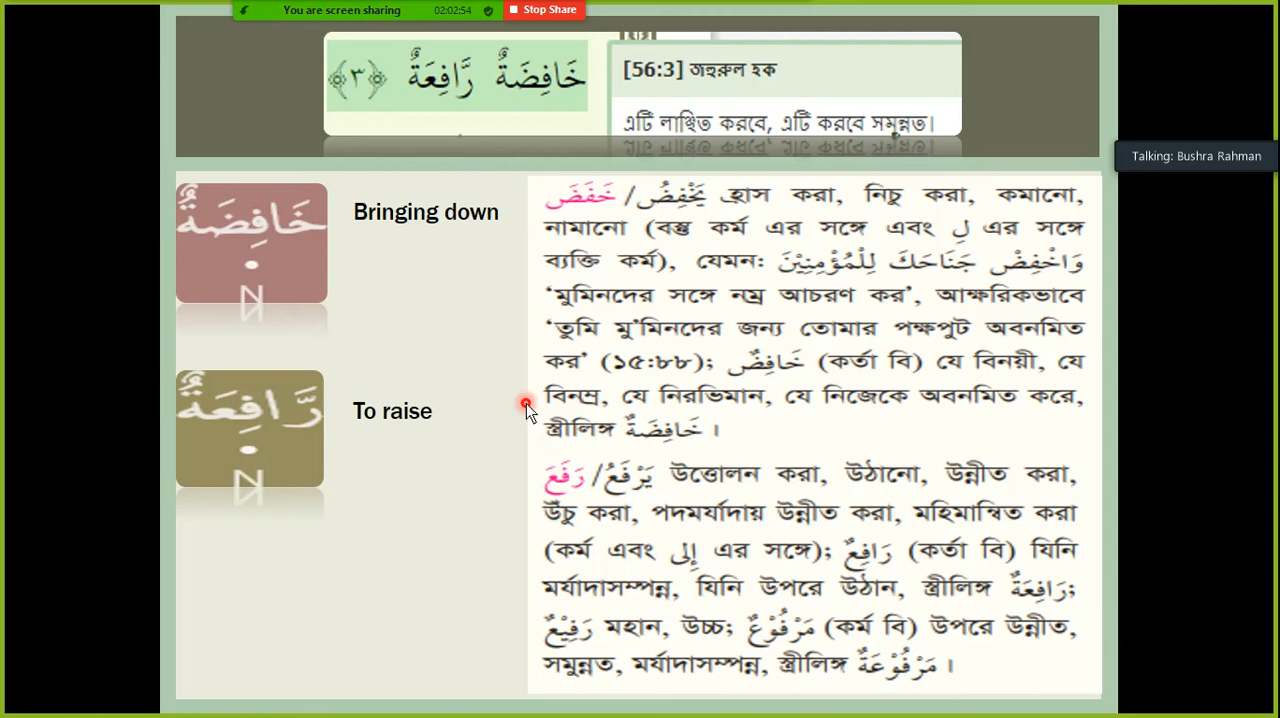 You are screen sharing 02:02:54 Stop Share
خَافِضَةٌ رَّافِعَةٌ ﴿٣﴾
[56:3] জহুরুল হক
এটি লাঞ্ছিত করবে, এটি করবে সমুন্নত।
Talking: Bushra Rahman
خَافِضَةٌ
N
Bringing down
رَّافِعَةٌ
N
To raise
خَفَضَ/ يَخْفِضُ হ্রাস করা, নিচু করা, কমানো,
নামানো (বস্তু কর্ম এর সঙ্গে এবং لِ এর সঙ্গে
ব্যক্তি কর্ম), যেমন: وَاخْفِضْ جَنَاحَكَ لِلْمُؤْمِنِيْنَ
‘মুমিনদের সঙ্গে নম্র আচরণ কর’, আক্ষরিকভাবে
‘তুমি মু’মিনদের জন্য তোমার পক্ষপুট অবনমিত
কর’ (১৫:৮৮); خَافِضٌ (কর্তা বি) যে বিনয়ী, যে
বিনম্র, যে নিরভিমান, যে নিজেকে অবনমিত করে,
স্ত্রীলিঙ্গ خَافِضَةٌ ।
رَفَعَ/ يَرْفَعُ উত্তোলন করা, উঠানো, উন্নীত করা,
উঁচু করা, পদমর্যাদায় উন্নীত করা, মহিমান্বিত করা
(কর্ম এবং إِلى এর সঙ্গে); رَافِعٌ (কর্তা বি) যিনি
মর্যাদাসম্পন্ন, যিনি উপরে উঠান, স্ত্রীলিঙ্গ رَافِعَةٌ;
رَفِيْعٌ মহান, উচ্চ; مَرْفُوْعٌ (কর্ম বি) উপরে উন্নীত,
সমুন্নত, মর্যাদাসম্পন্ন, স্ত্রীলিঙ্গ مَرْفُوْعَةٌ ।